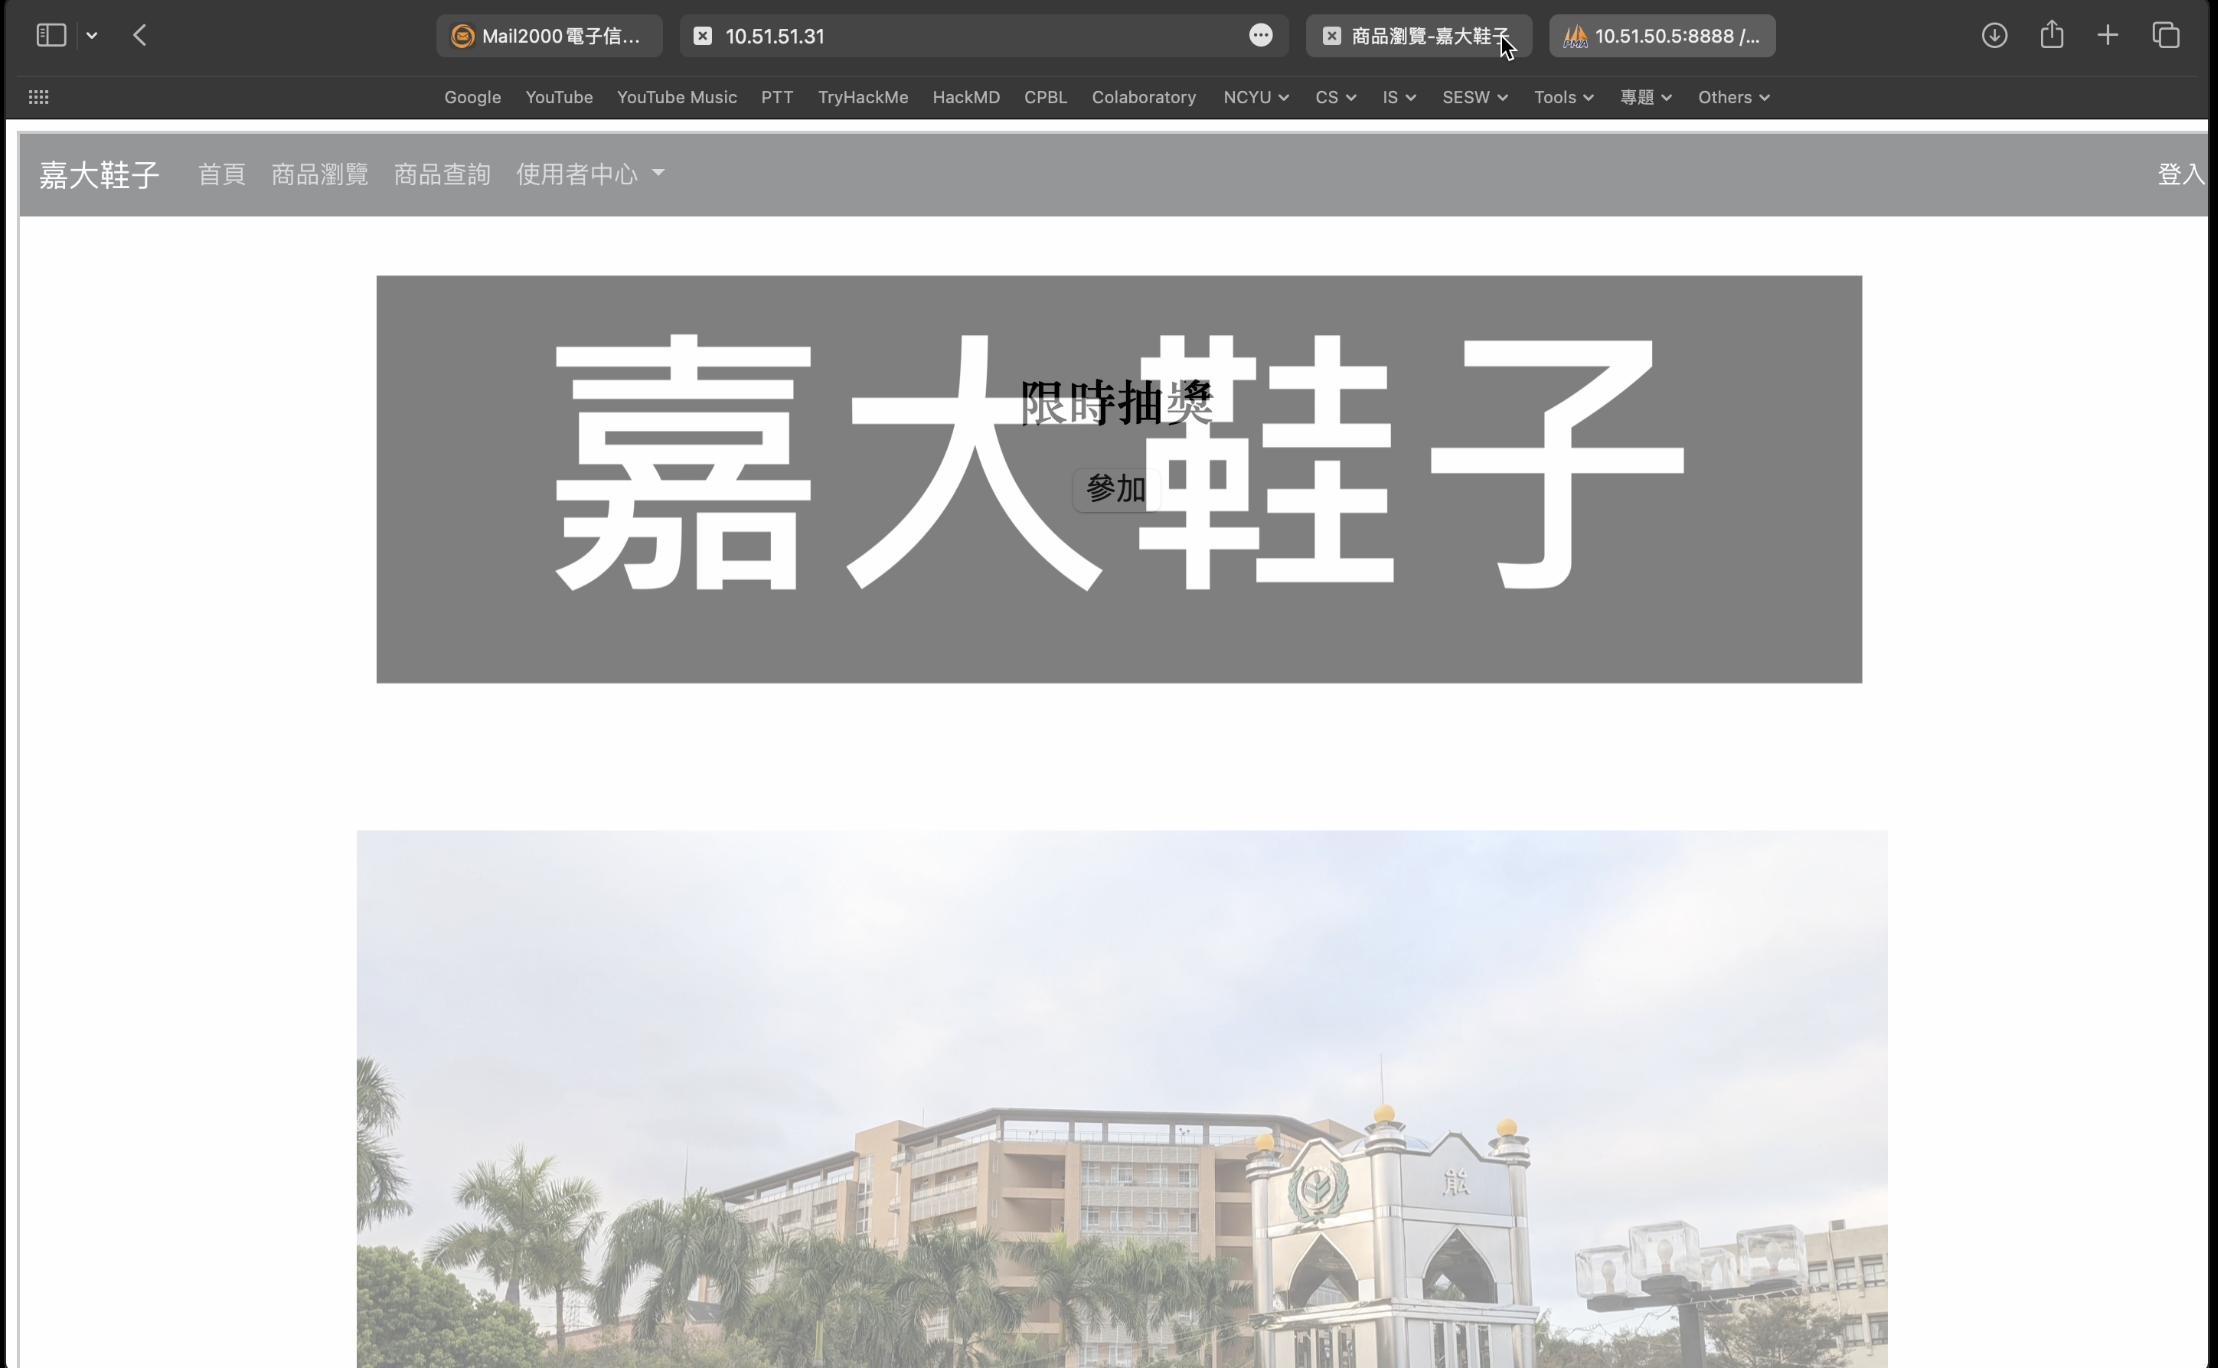 Mail2000電子信...
10.51.51.31
商品瀏覽-嘉大鞋子
10.51.50.5:8888 /...
Google YouTube YouTube Music PTT TryHackMe HackMD CPBL Colaboratory NCYU CS IS SESW Tools 專題 Others
嘉大鞋子 首頁 商品瀏覽 商品查詢 使用者中心 登入
嘉大鞋子
限時抽獎
參加